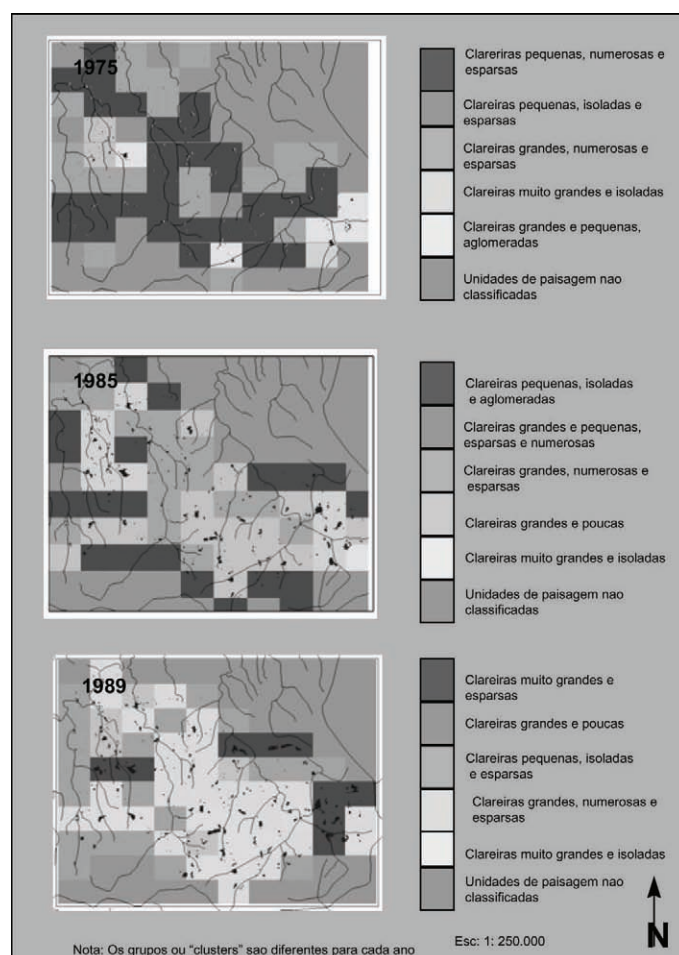 1975
Clareriras pequenas, numerosas e
esparsas
Clareiras pequenas, isoladas e
esparsas
Clareiras grandes, numerosas e
esparsas
Clareiras muito grandes e isoladas
Clareiras grandes e pequenas,
aglomeradas
Unidades de paisagem nao
classificadas
1985
Clareiras pequenas, isoladas
e aglomeradas
Clareiras grandes e pequenas,
esparsas e numerosas
Clareiras grandes, numerosas e
esparsas
Clareiras grandes e poucas
Clareiras muito grandes e isoladas
Unidades de paisagem nao
classificadas
1989
Clareiras muito grandes e
esparsas
Clareiras grandes e poucas
Clareiras pequenas, isoladas
e esparsas
Clareiras grandes, numerosas e
esparsas
Clareiras muito grandes e isoladas
Unidades de paisagem nao
classificadas
Nota: Os grupos ou "clusters" sao diferentes para cada ano
Esc: 1: 250.000
N